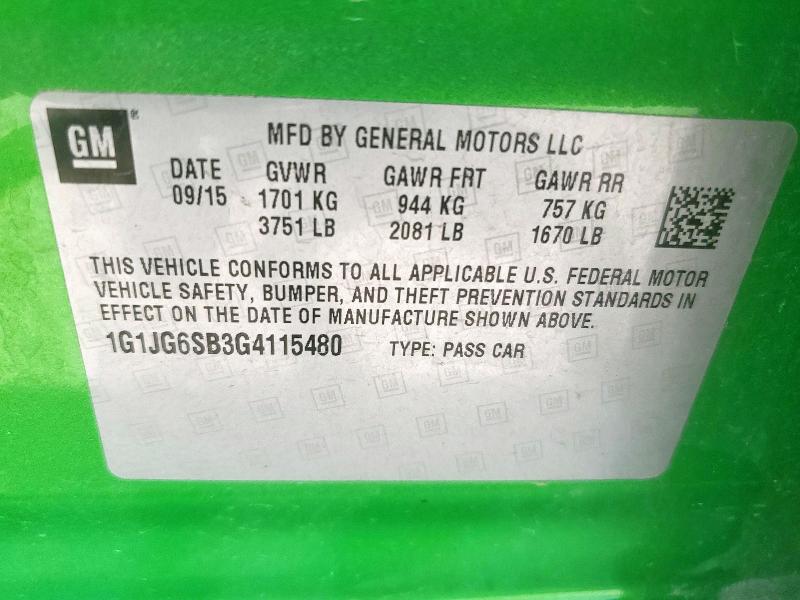 GM®
MFD BY GENERAL MOTORS LLC
DATE GVWR GAWR FRT GAWR RR
09/15 1701 KG 944 KG 757 KG
3751 LB 2081 LB 1670 LB
THIS VEHICLE CONFORMS TO ALL APPLICABLE U.S. FEDERAL MOTOR
VEHICLE SAFETY, BUMPER, AND THEFT PREVENTION STANDARDS IN
EFFECT ON THE DATE OF MANUFACTURE SHOWN ABOVE.
1G1JG6SB3G4115480 TYPE: PASS CAR